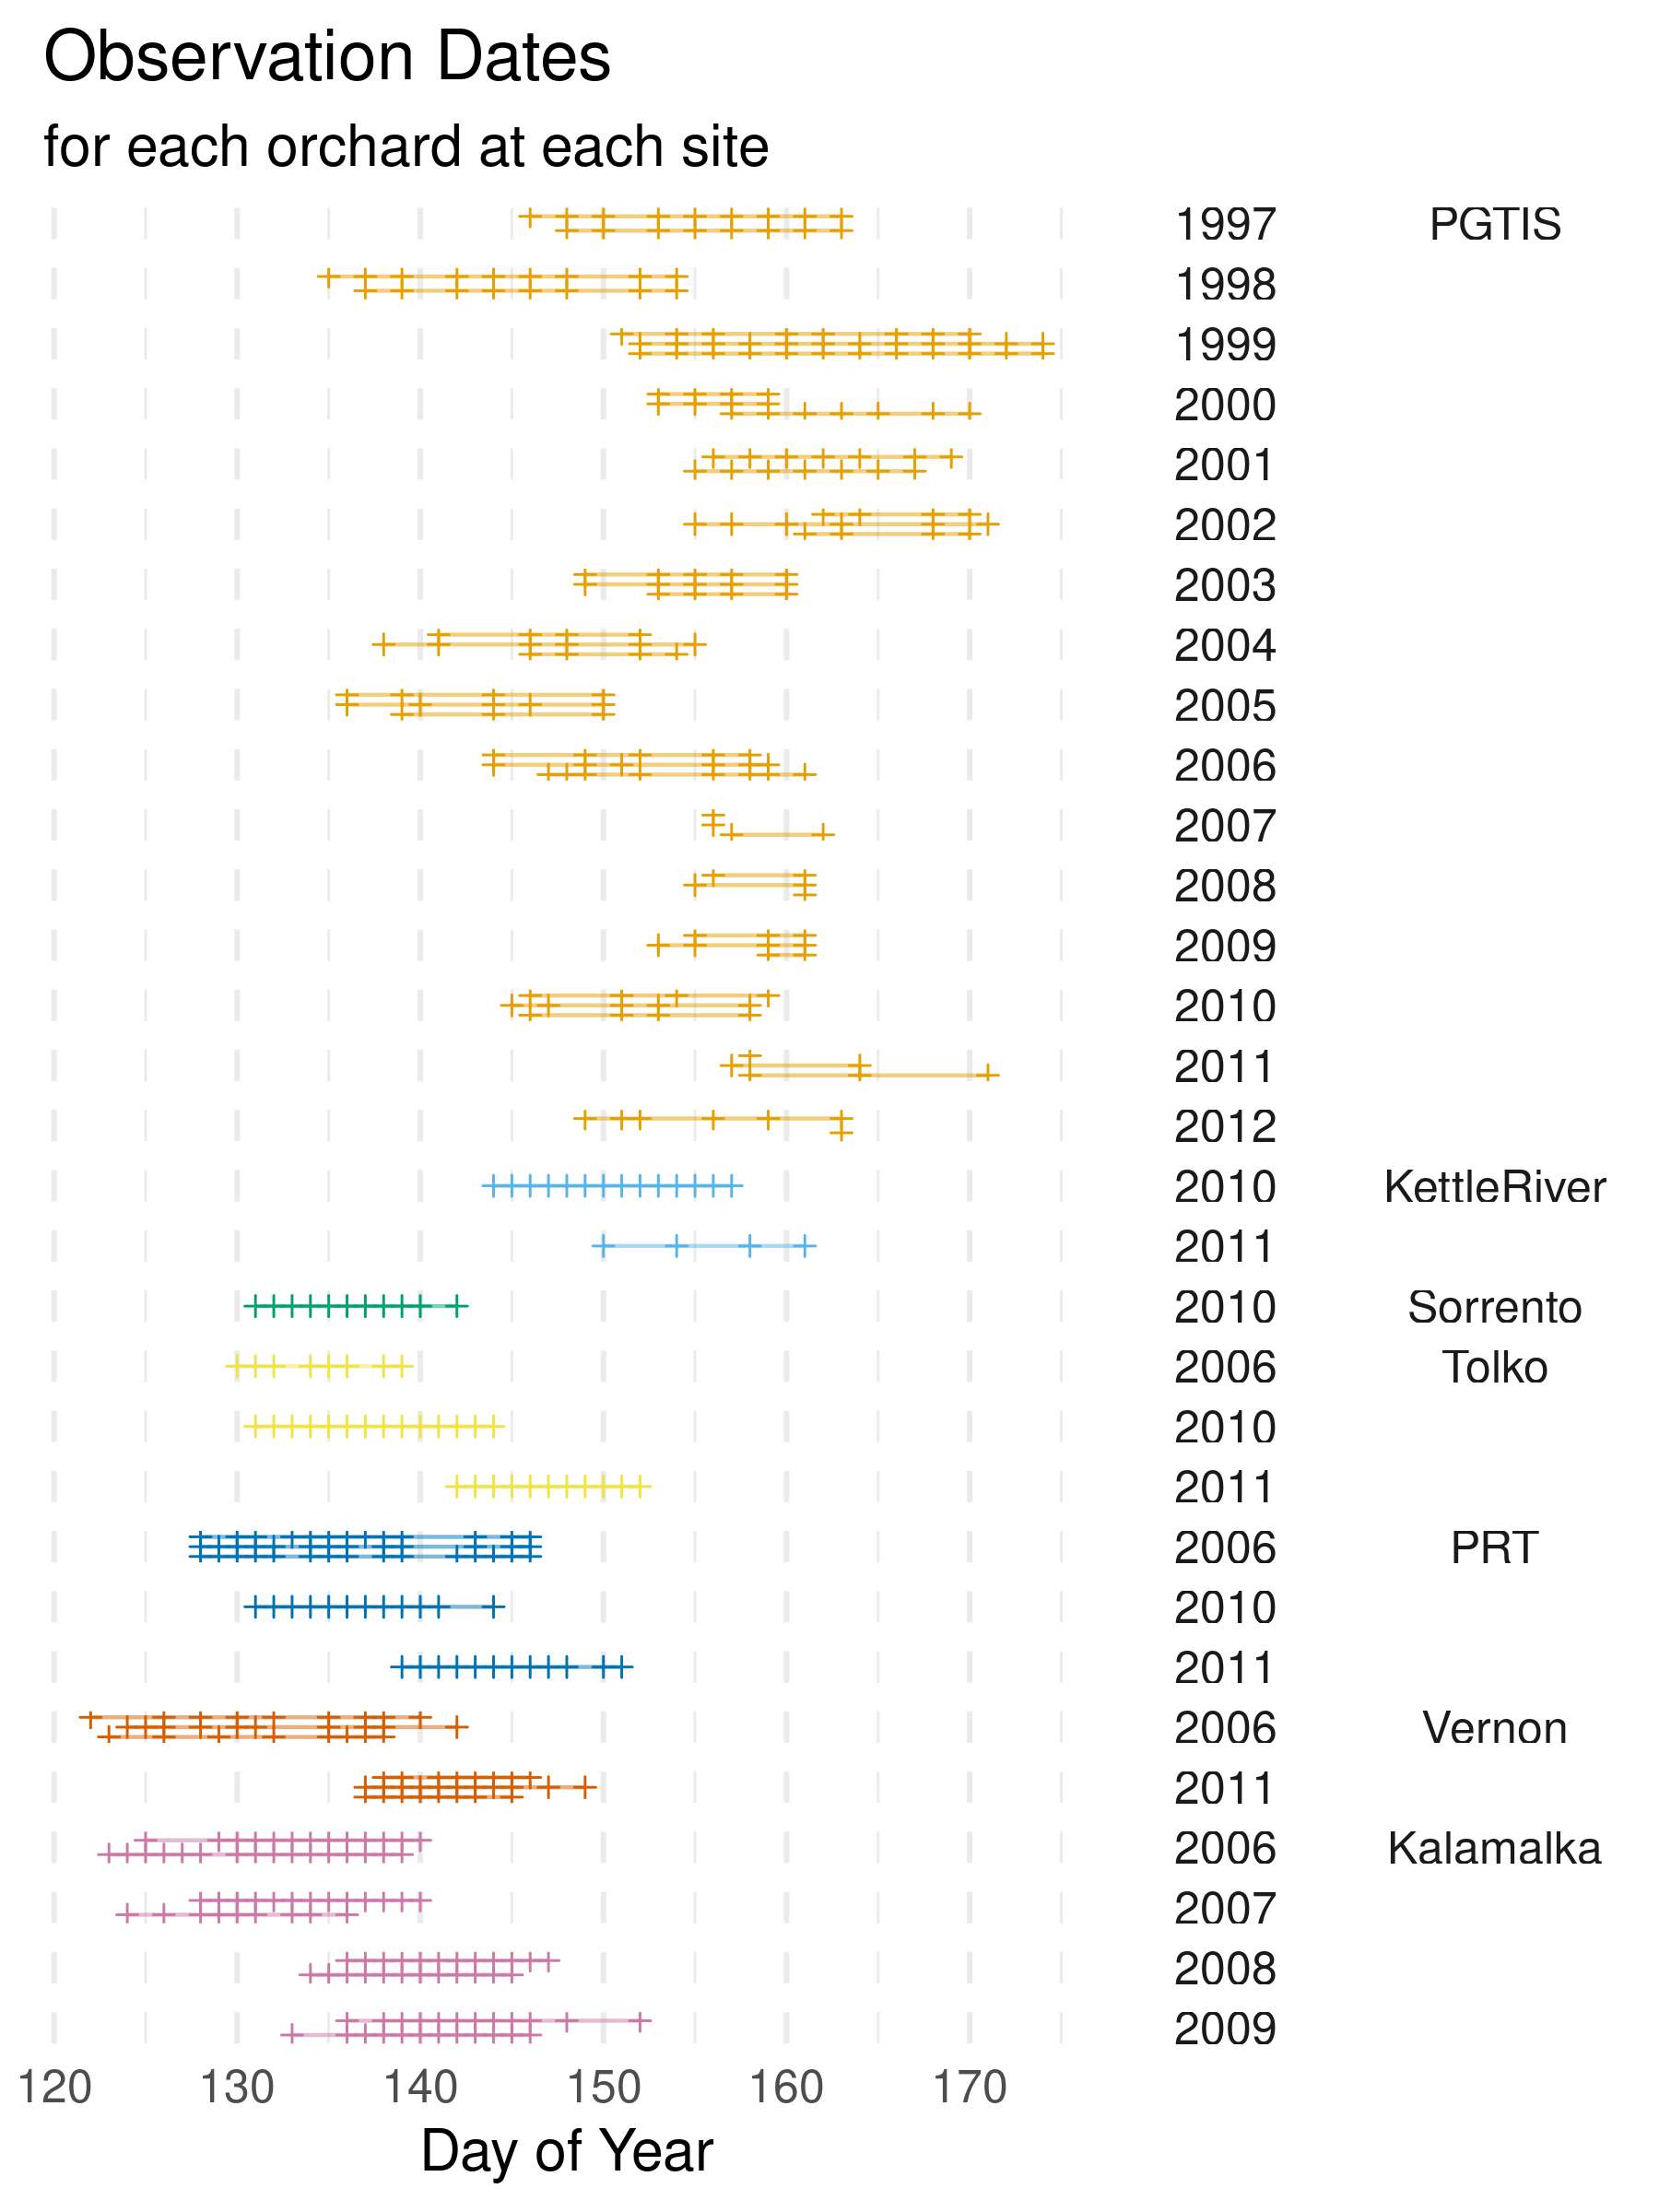 Observation Dates
for each orchard at each site
1997 PGTIS
1998
1999
2000
2001
2002
2003
2004
2005
2006
2007
2008
2009
2010
2011
2012
2010 KettleRiver
2011
2010 Sorrento
2006 Tolko
2010
2011
2006 PRT
2010
2011
2006 Vernon
2011
2006 Kalamalka
2007
2008
2009
120 130 140 150 160 170
Day of Year